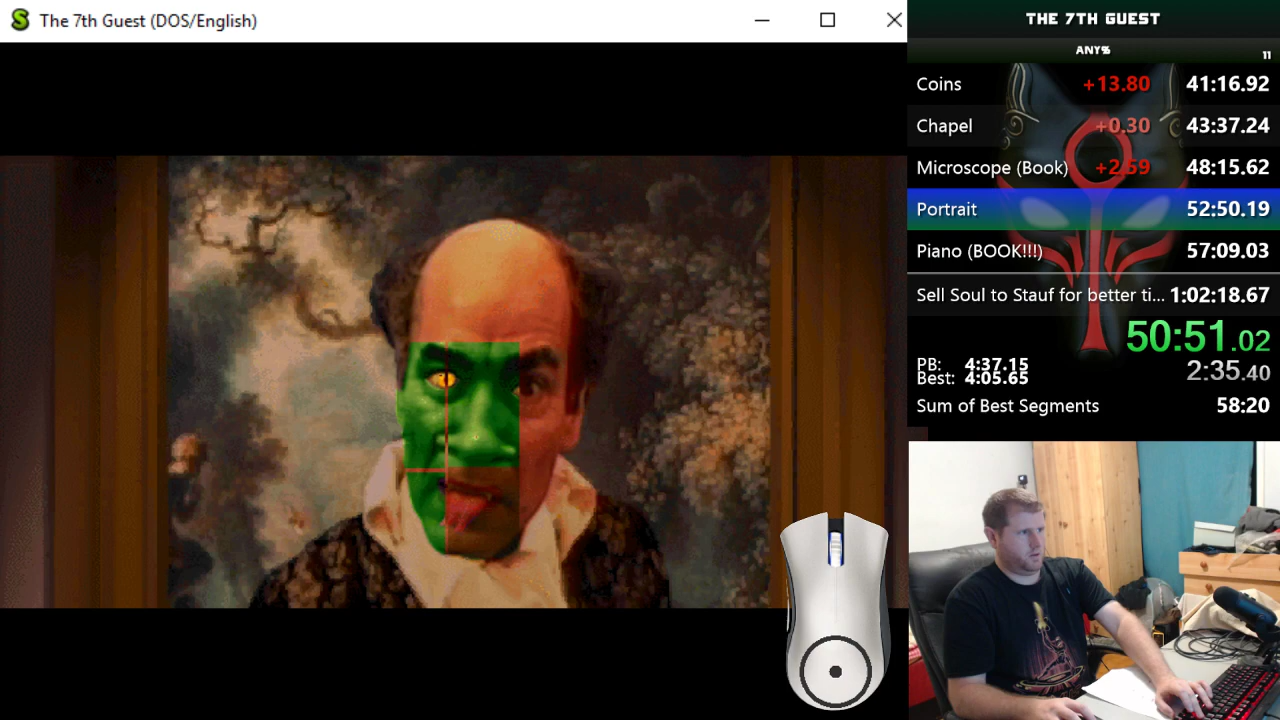 The 7th Guest (DOS/English)
THE 7TH GUEST
ANY%
11
Coins +13.80 41:16.92
Chapel +0.30 43:37.24
Microscope (Book) +2.59 48:15.62
Portrait 52:50.19
Piano (BOOK!!!) 57:09.03
Sell Soul to Stauf for better ti... 1:02:18.67
50:51.02
PB: 4:37.15 2:35.40
Best: 4:05.65
Sum of Best Segments 58:20